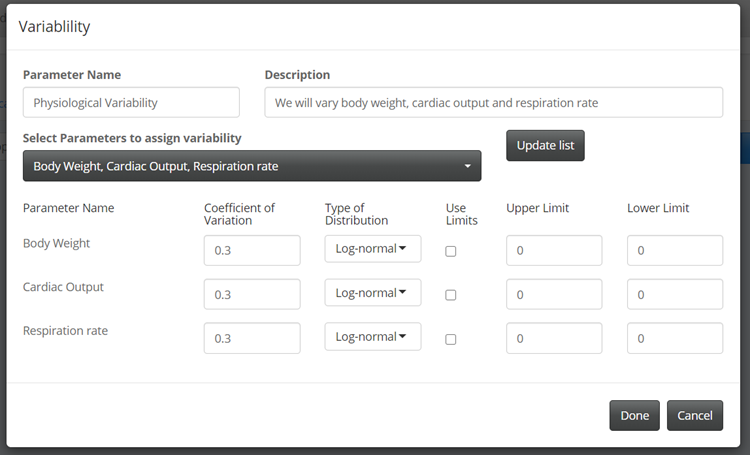 Variablility
Parameter Name Description
Physiological Variability We will vary body weight, cardiac output and respiration rate
Select Parameters to assign variability
Body Weight, Cardiac Output, Respiration rate Update list
Parameter Name Coefficient of Variation Type of Distribution Use Limits Upper Limit Lower Limit
Body Weight 0.3 Log-normal 0 0
Cardiac Output 0.3 Log-normal 0 0
Respiration rate 0.3 Log-normal 0 0
Done Cancel